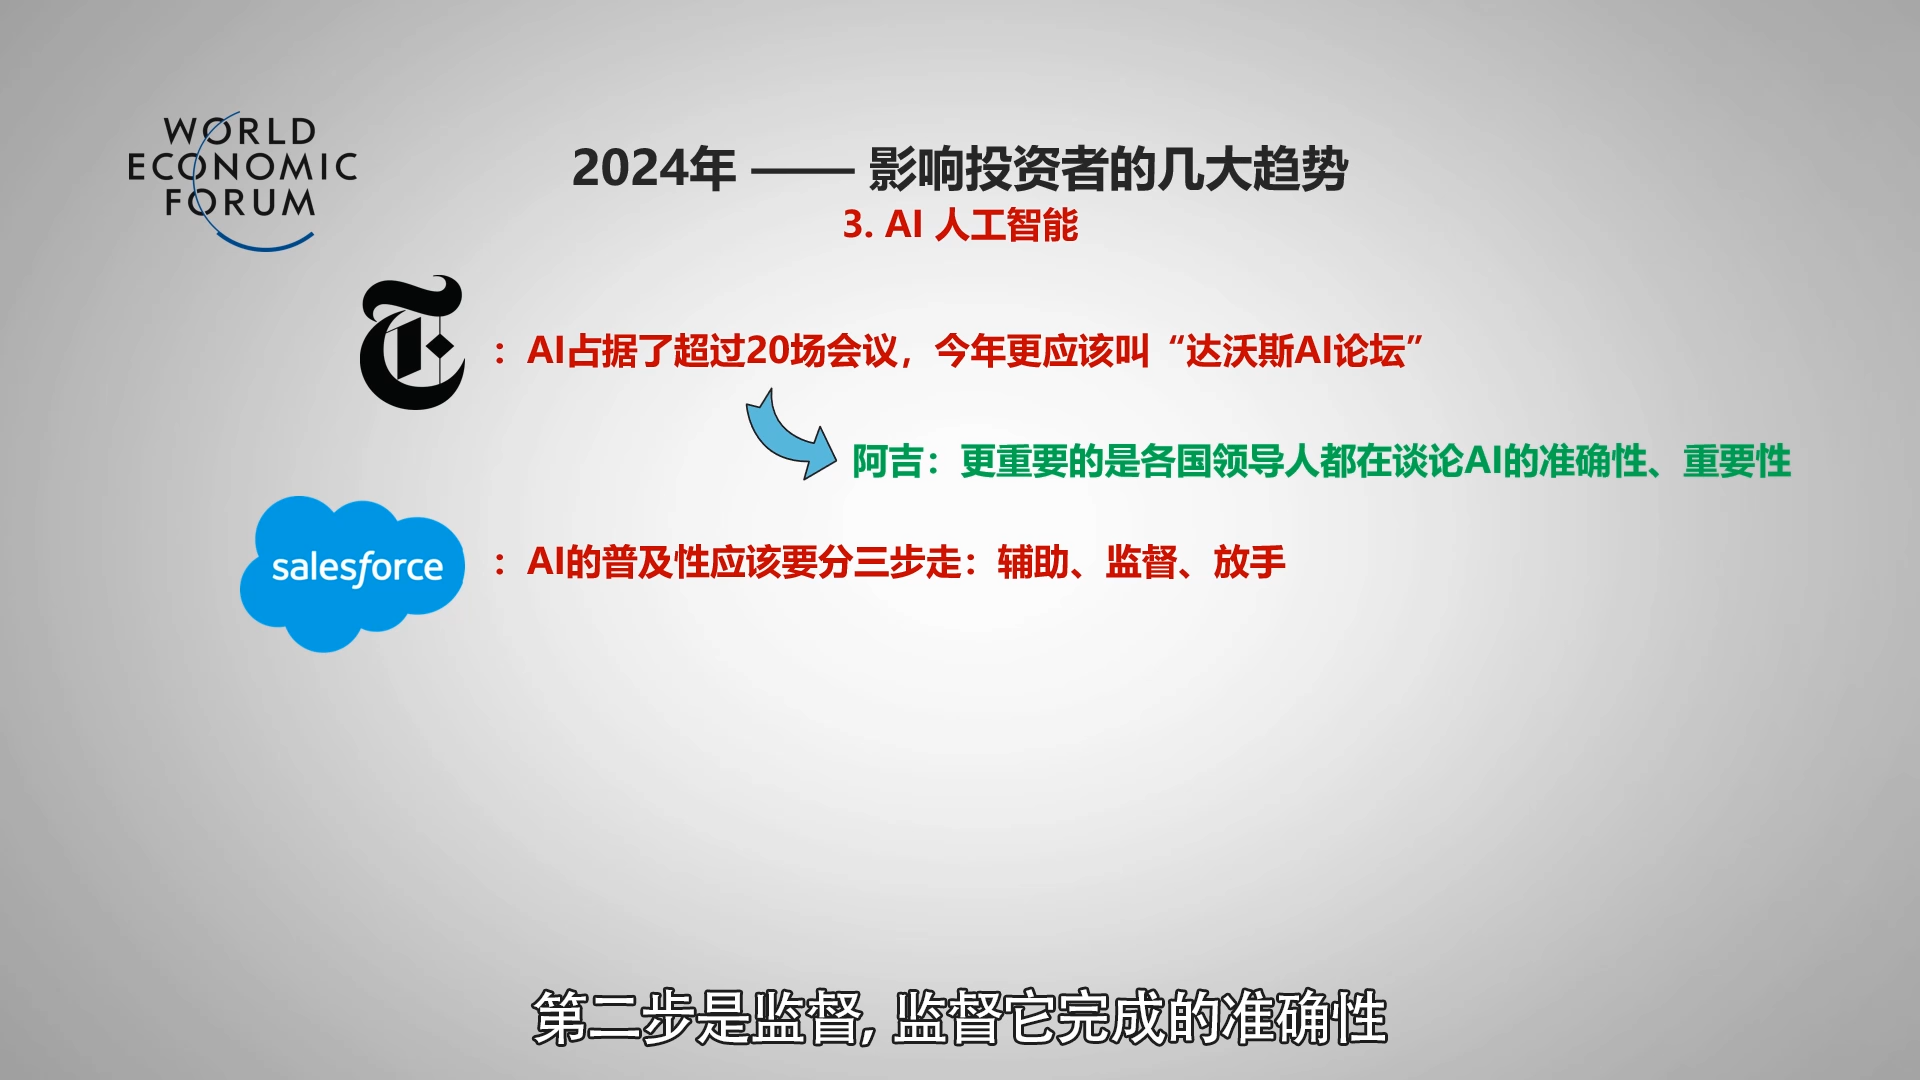 WORLD
ECONOMIC
FORUM
2024年 —— 影响投资者的几大趋势
3. AI 人工智能
：AI占据了超过20场会议，今年更应该叫“达沃斯AI论坛”
阿吉：更重要的是各国领导人都在谈论AI的准确性、重要性
salesforce
：AI的普及性应该要分三步走：辅助、监督、放手
第二步是监督, 监督它完成的准确性